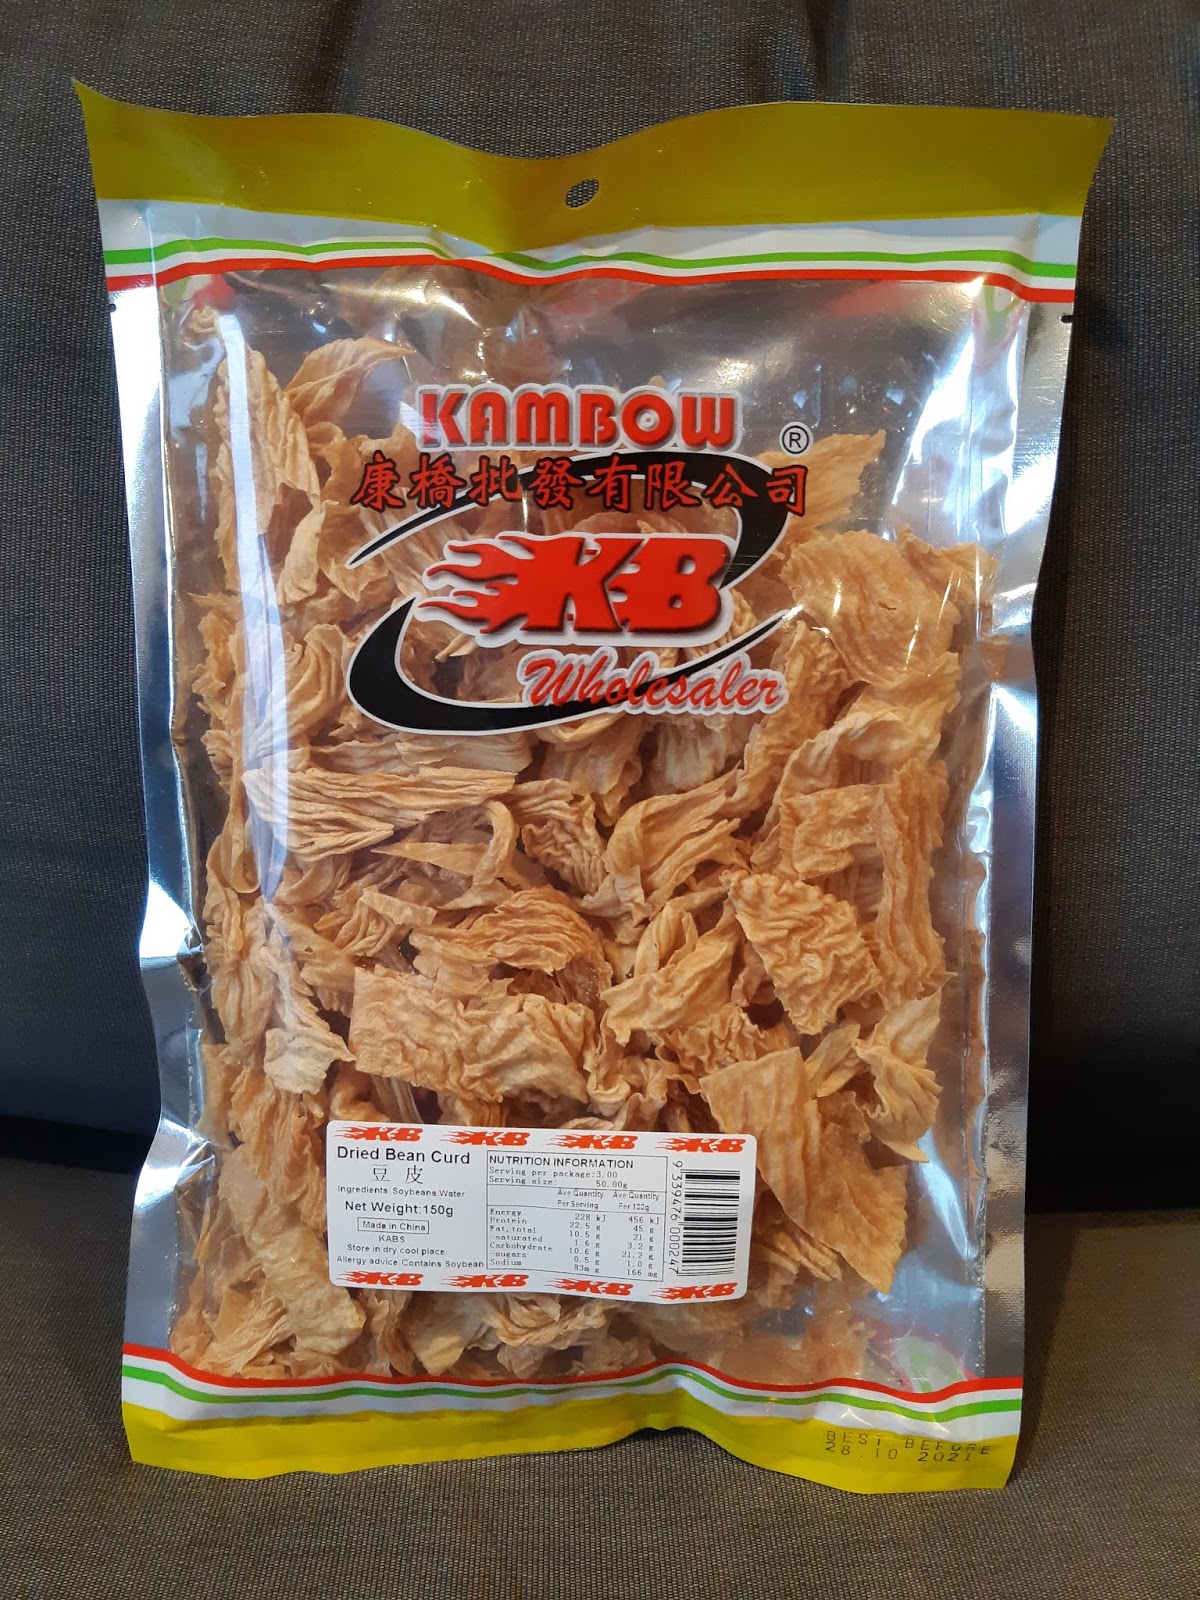 KAMBOW
®
康橋批發有限公司
KB
Wholesaler
KB KB KB KB
Dried Bean Curd
豆 皮
Ingredients:Soybeans,Water
Net Weight:150g
Made in China
KABS
Store in dry cool place
Allergy advice:Contains Soybean
NUTRITION INFORMATION
Serving per package:3.00
Serving size: 50.00g
Ave Quantity Ave Quantity
Per Serving Per 100g
Energy 228 kJ 456 kJ
Protein 22.5 g 45 g
Fat,total 10.5 g 21 g
-saturated 1.6 g 3.2 g
Carbohydrate 10.6 g 21.2 g
-sugars 0.5 g 1.0 g
Sodium 83m g 166 mg
9 339476 000247
KB KB KB KB
BEST BEFORE
28.10 2021